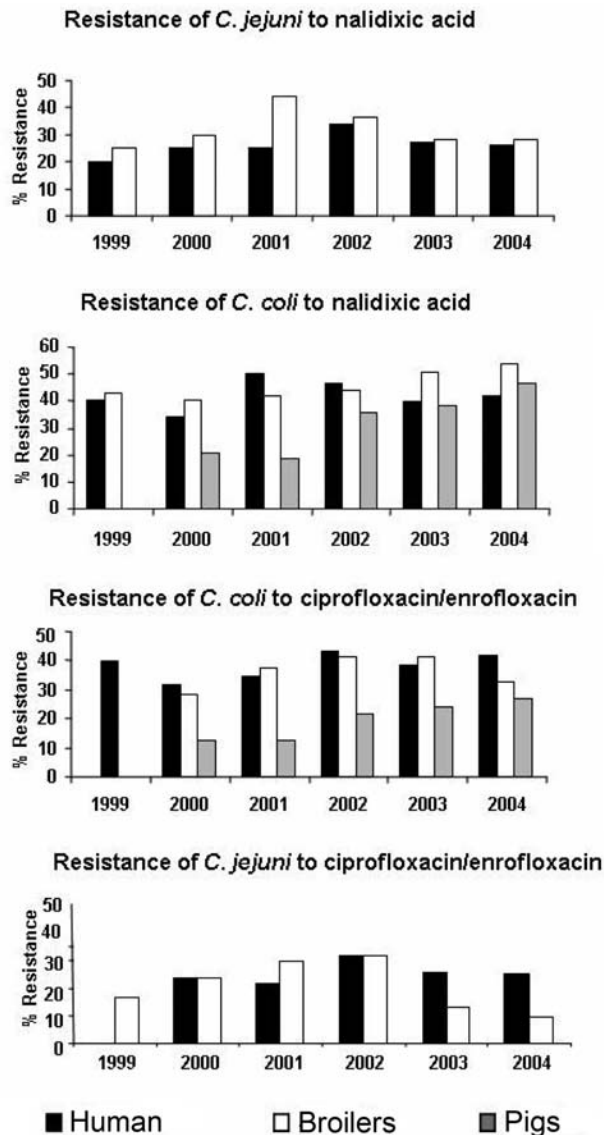 Resistance of C. jejuni to nalidixic acid
% Resistance
50
40
30
20
10
0
1999 2000 2001 2002 2003 2004
Resistance of C. coli to nalidixic acid
% Resistance
60
50
40
30
20
10
0
1999 2000 2001 2002 2003 2004
Resistance of C. coli to ciprofloxacin/enrofloxacin
% Resistance
50
40
30
20
10
0
1999 2000 2001 2002 2003 2004
Resistance of C. jejuni to ciprofloxacin/enrofloxacin
% Resistance
50
40
30
20
10
0
1999 2000 2001 2002 2003 2004
Human Broilers Pigs